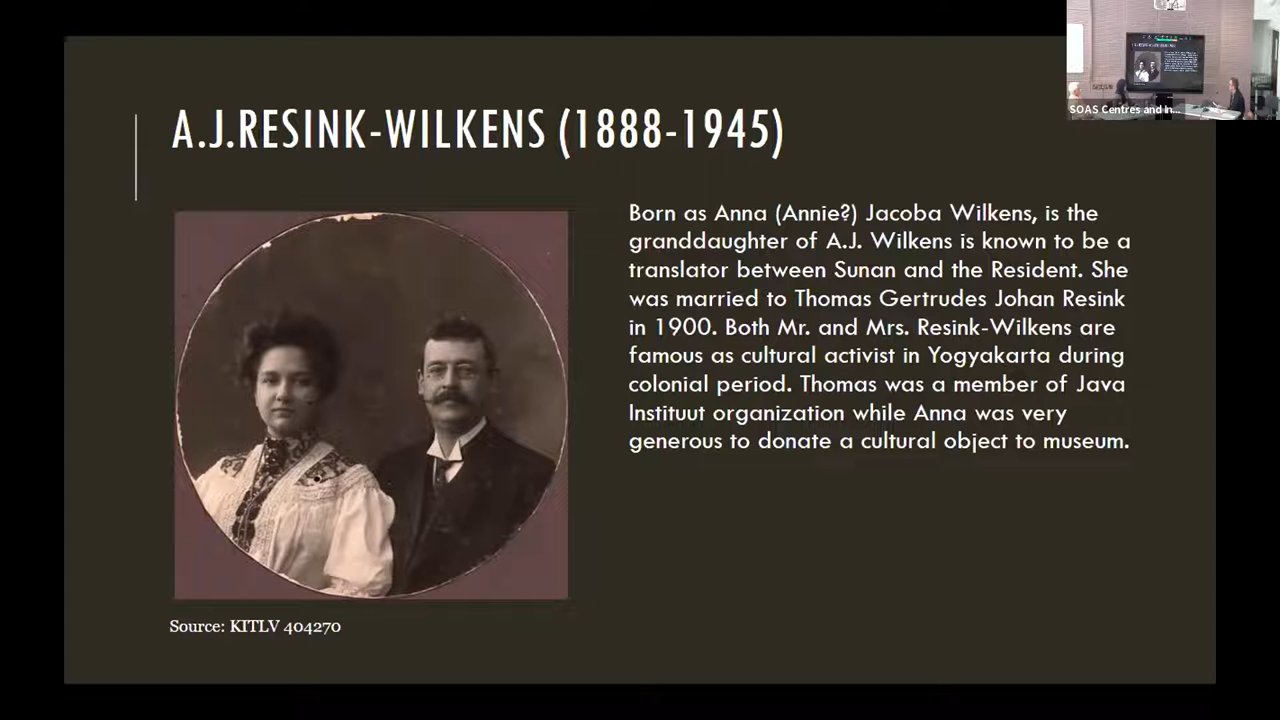 A.J.RESINK-WILKENS (1888-1945)
Born as Anna (Annie?) Jacoba Wilkens, is the
granddaughter of A.J. Wilkens is known to be a
translator between Sunan and the Resident. She
was married to Thomas Gertrudes Johan Resink
in 1900. Both Mr. and Mrs. Resink-Wilkens are
famous as cultural activist in Yogyakarta during
colonial period. Thomas was a member of Java
Instituut organization while Anna was very
generous to donate a cultural object to museum.
Source: KITLV 404270
SOAS Centres and In...